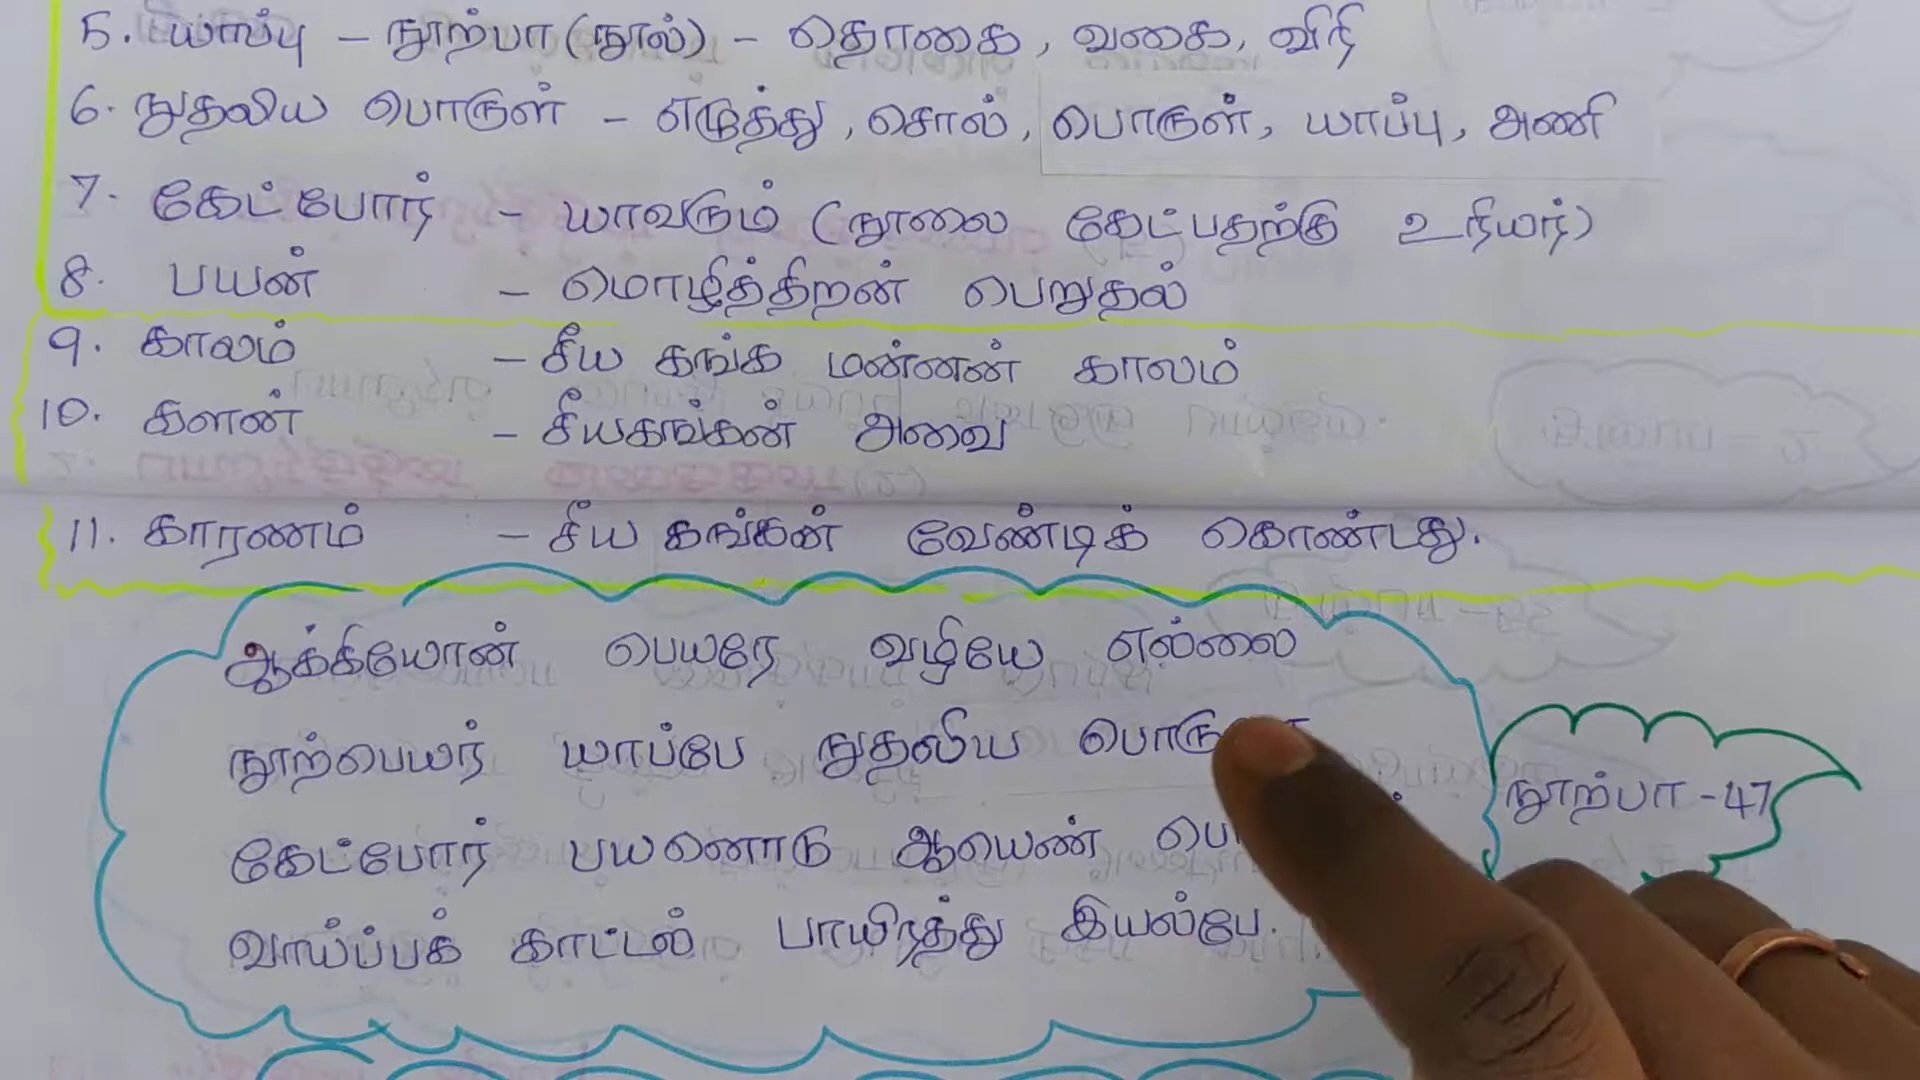 5. யாப்பு – நூற்பா (நூல்) – தொகை, வகை, விரி
6. நுதலிய பொருள் – எழுத்து, சொல், பொருள், யாப்பு, அணி
7. கேட்போர் – யாவரும் (நூலை கேட்பதற்கு உரியர்)
8. பயன் – மொழித்திறன் பெறுதல்
9. காலம் – சீய கங்க மன்னன் காலம்
10. களன் – சீயகங்கன் அவை
11. காரணம் – சீய கங்கன் வேண்டிக் கொண்டது.
ஆக்கியோன் பெயரே வழியே எல்லை
நூற்பெயர் யாப்பே நுதலிய
கேட்போர் பயனொடு ஆயெண்
வாய்ப்பக் காட்டல் பாயிரத்து இயல்பே.
நூற்பா - 47